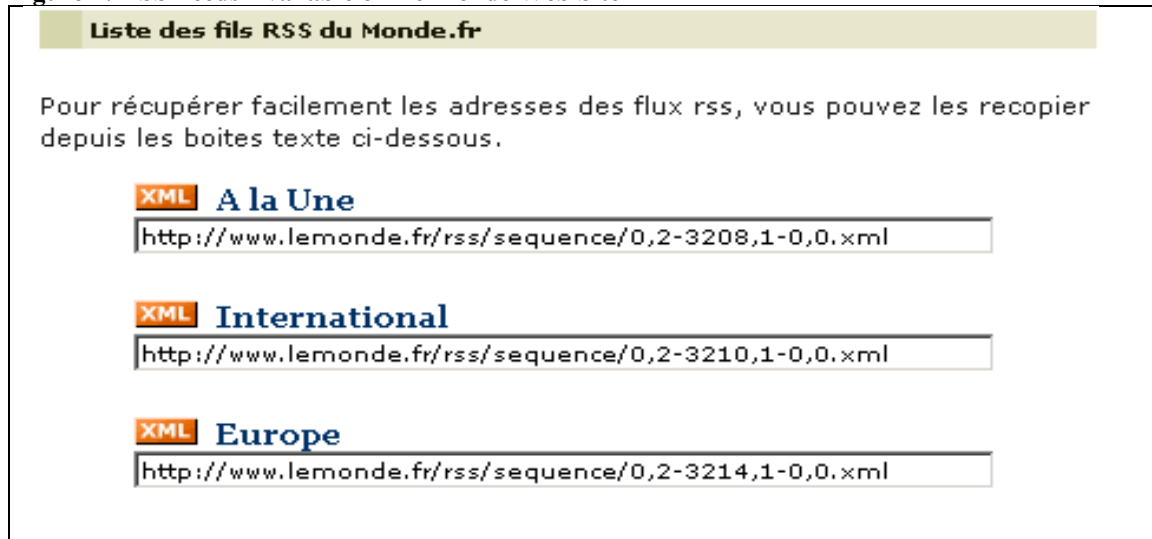 Liste des fils RSS du Monde.fr
Pour récupérer facilement les adresses des flux rss, vous pouvez les recopier
depuis les boites texte ci-dessous.
XML A la Une
http://www.lemonde.fr/rss/sequence/0,2-3208,1-0,0.xml
XML International
http://www.lemonde.fr/rss/sequence/0,2-3210,1-0,0.xml
XML Europe
http://www.lemonde.fr/rss/sequence/0,2-3214,1-0,0.xml